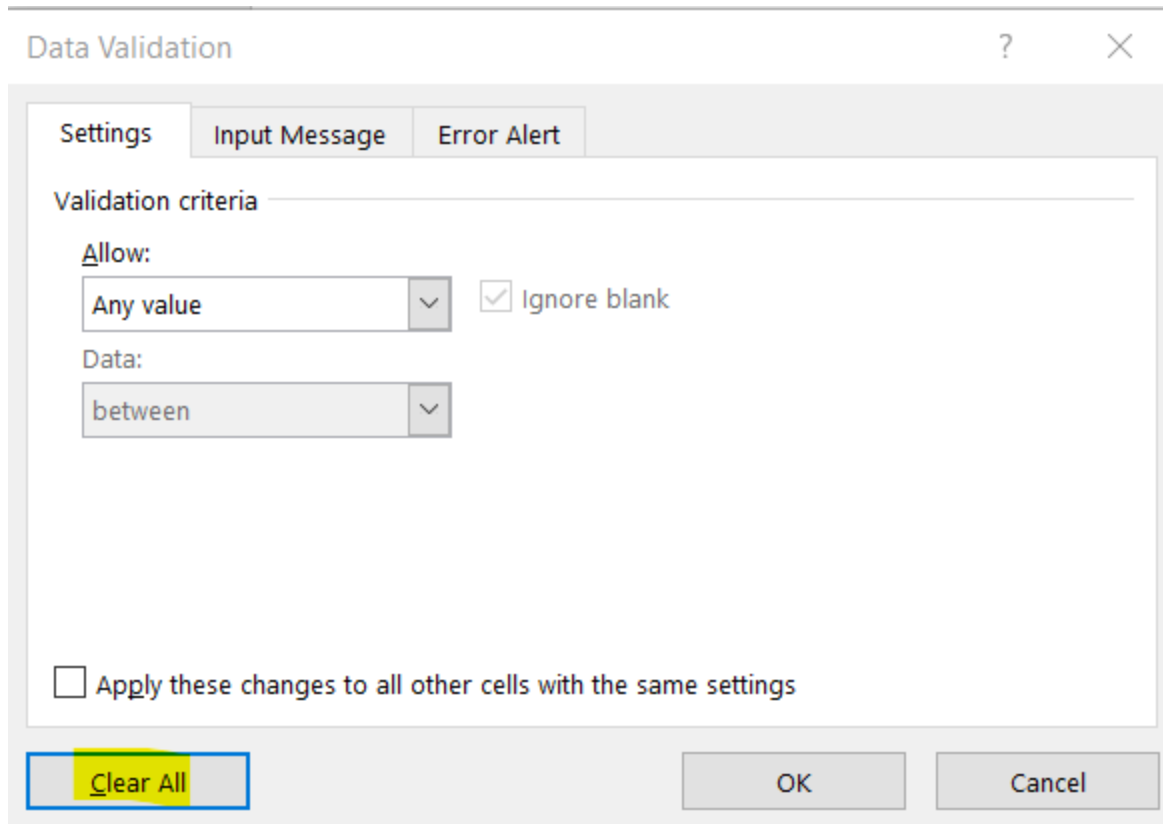 Data Validation ?
Settings Input Message Error Alert
Validation criteria
Allow:
Any value Ignore blank
Data:
between
Apply these changes to all other cells with the same settings
Clear All OK Cancel